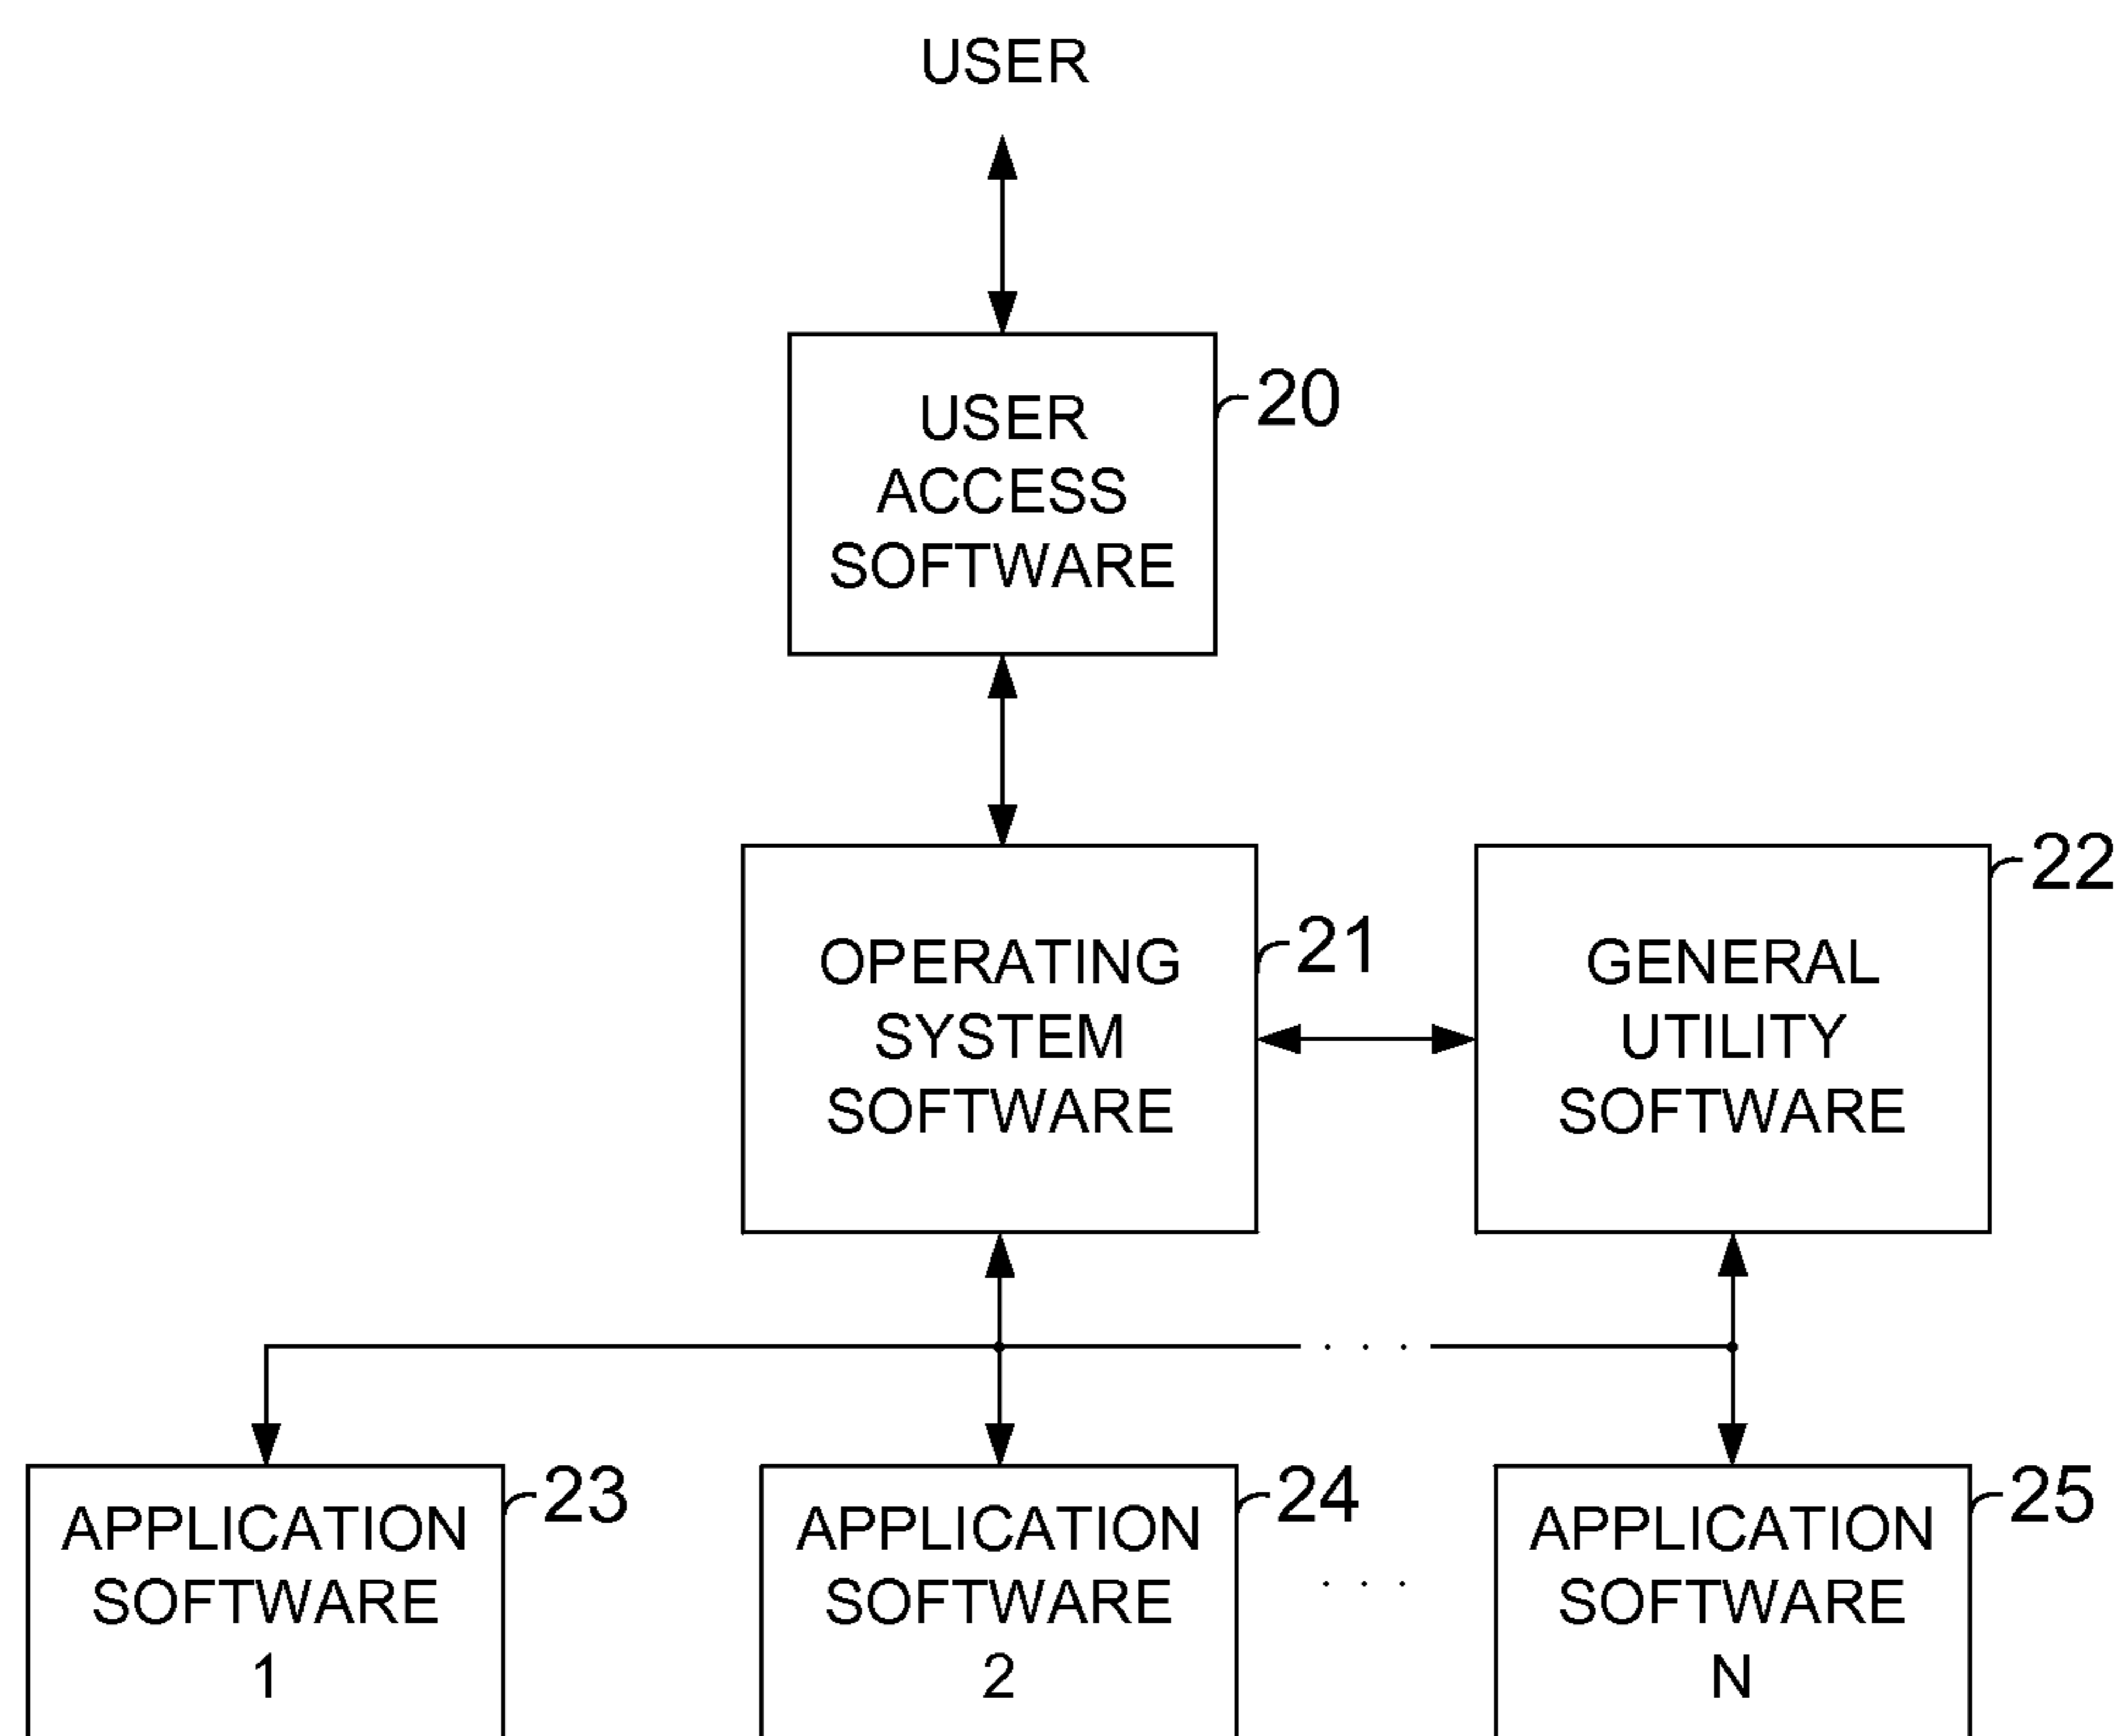 USER
USER
ACCESS
SOFTWARE
20
OPERATING
SYSTEM
SOFTWARE
21
GENERAL
UTILITY
SOFTWARE
22
. . .
APPLICATION
SOFTWARE
1
23
APPLICATION
SOFTWARE
2
24
. . .
APPLICATION
SOFTWARE
N
25